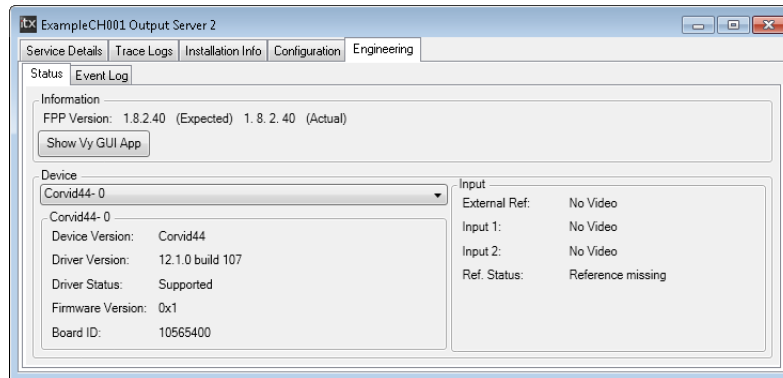 itx ExampleCH001 Output Server 2
Service Details Trace Logs Installation Info Configuration Engineering
Status Event Log
Information
FPP Version: 1.8.2.40 (Expected) 1. 8. 2. 40 (Actual)
Show Vy GUI App
Device
Corvid44- 0
Corvid44- 0
Device Version: Corvid44
Driver Version: 12.1.0 build 107
Driver Status: Supported
Firmware Version: 0x1
Board ID: 10565400
Input
External Ref: No Video
Input 1: No Video
Input 2: No Video
Ref. Status: Reference missing